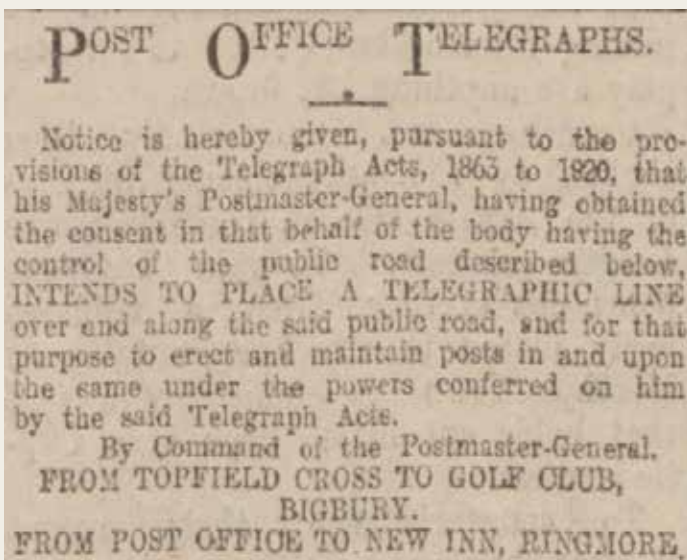 POST OFFICE TELEGRAPHS.
Notice is hereby given, pursuant to the pro-
visions of the Telegraph Acts, 1863 to 1920, that
his Majesty's Postmaster-General, having obtained
the consent in that behalf of the body having the
control of the public road described below,
INTENDS TO PLACE A TELEGRAPHIC LINE
over and along the said public road, and for that
purpose to erect and maintain posts in and upon
the same under the powers conferred on him
by the said Telegraph Acts.
By Command of the Postmaster-General.
FROM TOPFIELD CROSS TO GOLF CLUB,
BIGBURY.
FROM POST OFFICE TO NEW INN, RINGMORE.